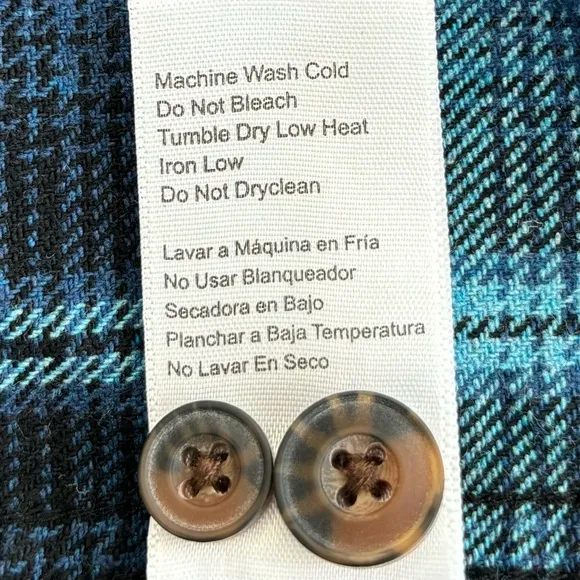 Machine Wash Cold
Do Not Bleach
Tumble Dry Low Heat
Iron Low
Do Not Dryclean
Lavar a Máquina en Fría
No Usar Blanqueador
Secadora en Bajo
Planchar a Baja Temperatura
No Lavar En Seco